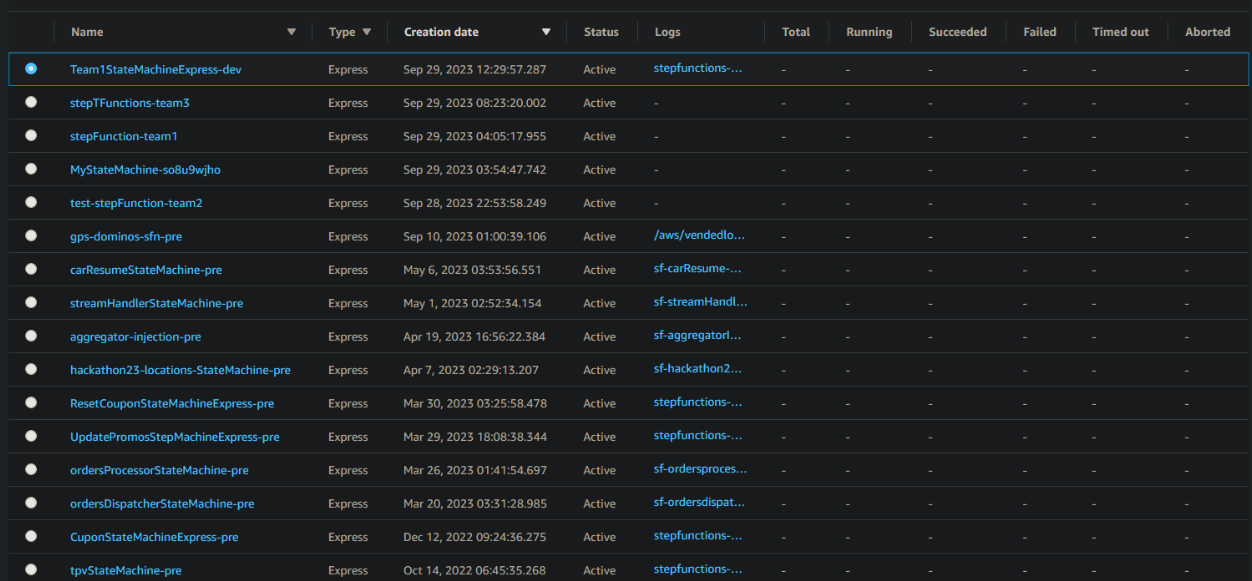 Name Type Creation date Status Logs Total Running Succeeded Failed Timed out Aborted
Team1StateMachineExpress-dev Express Sep 29, 2023 12:29:57.287 Active stepfunctions-... - - - - - -
stepTFunctions-team3 Express Sep 29, 2023 08:23:20.002 Active - - - - - - -
stepFunction-team1 Express Sep 29, 2023 04:05:17.955 Active - - - - - - -
MyStateMachine-so8u9wjho Express Sep 29, 2023 03:54:47.742 Active - - - - - - -
test-stepFunction-team2 Express Sep 28, 2023 22:53:58.249 Active - - - - - - -
gps-dominos-sfn-pre Express Sep 10, 2023 01:00:39.106 Active /aws/vendedlo... - - - - - -
carResumeStateMachine-pre Express May 6, 2023 03:53:56.551 Active sf-carResume-... - - - - - -
streamHandlerStateMachine-pre Express May 1, 2023 02:52:34.154 Active sf-streamHandl... - - - - - -
aggregator-injection-pre Express Apr 19, 2023 16:56:22.384 Active sf-aggregatorI... - - - - - -
hackathon23-locations-StateMachine-pre Express Apr 7, 2023 02:29:13.207 Active sf-hackathon2... - - - - - -
ResetCouponStateMachineExpress-pre Express Mar 30, 2023 03:25:58.478 Active stepfunctions-... - - - - - -
UpdatePromosStepMachineExpress-pre Express Mar 29, 2023 18:08:38.344 Active stepfunctions-... - - - - - -
ordersProcessorStateMachine-pre Express Mar 26, 2023 01:41:54.697 Active sf-ordersproces... - - - - - -
ordersDispatcherStateMachine-pre Express Mar 20, 2023 03:31:28.985 Active sf-ordersdispat... - - - - - -
CuponStateMachineExpress-pre Express Dec 12, 2022 09:24:36.275 Active stepfunctions-... - - - - - -
tpvStateMachine-pre Express Oct 14, 2022 06:45:35.268 Active stepfunctions-... - - - - - -